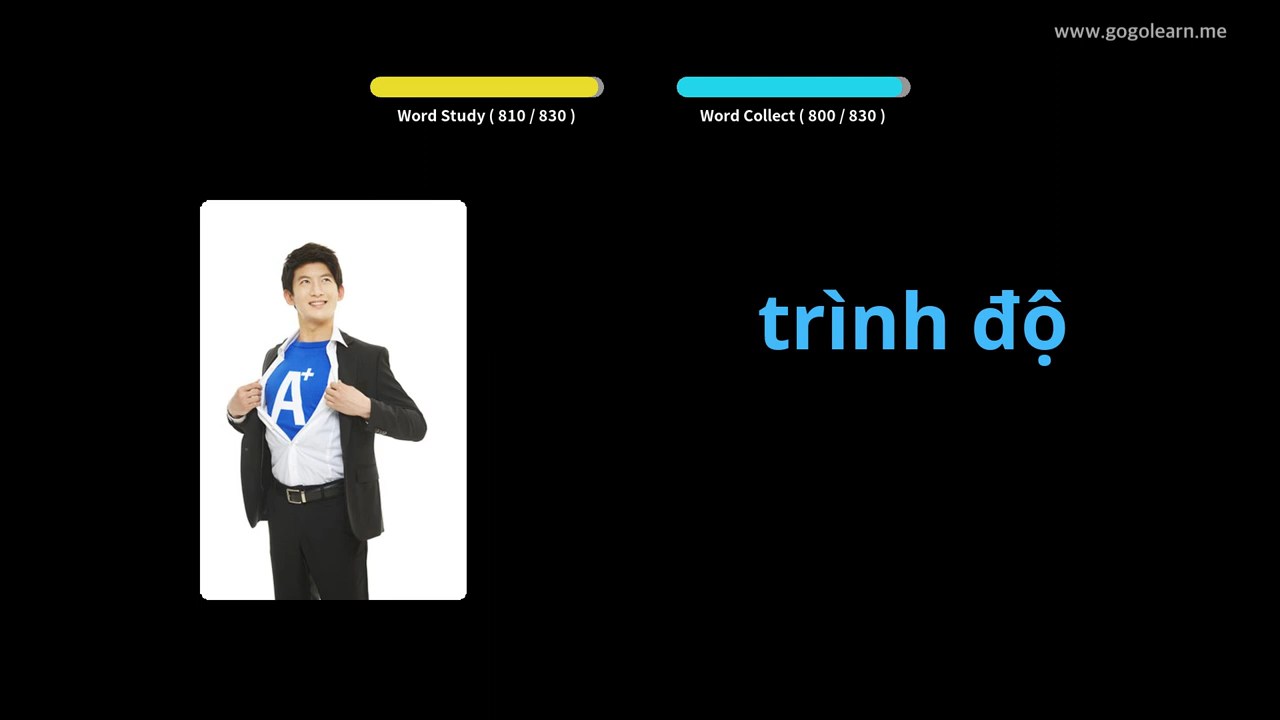 www.gogolearn.me
Word Study ( 810 / 830 )
Word Collect ( 800 / 830 )
A+
trình độ